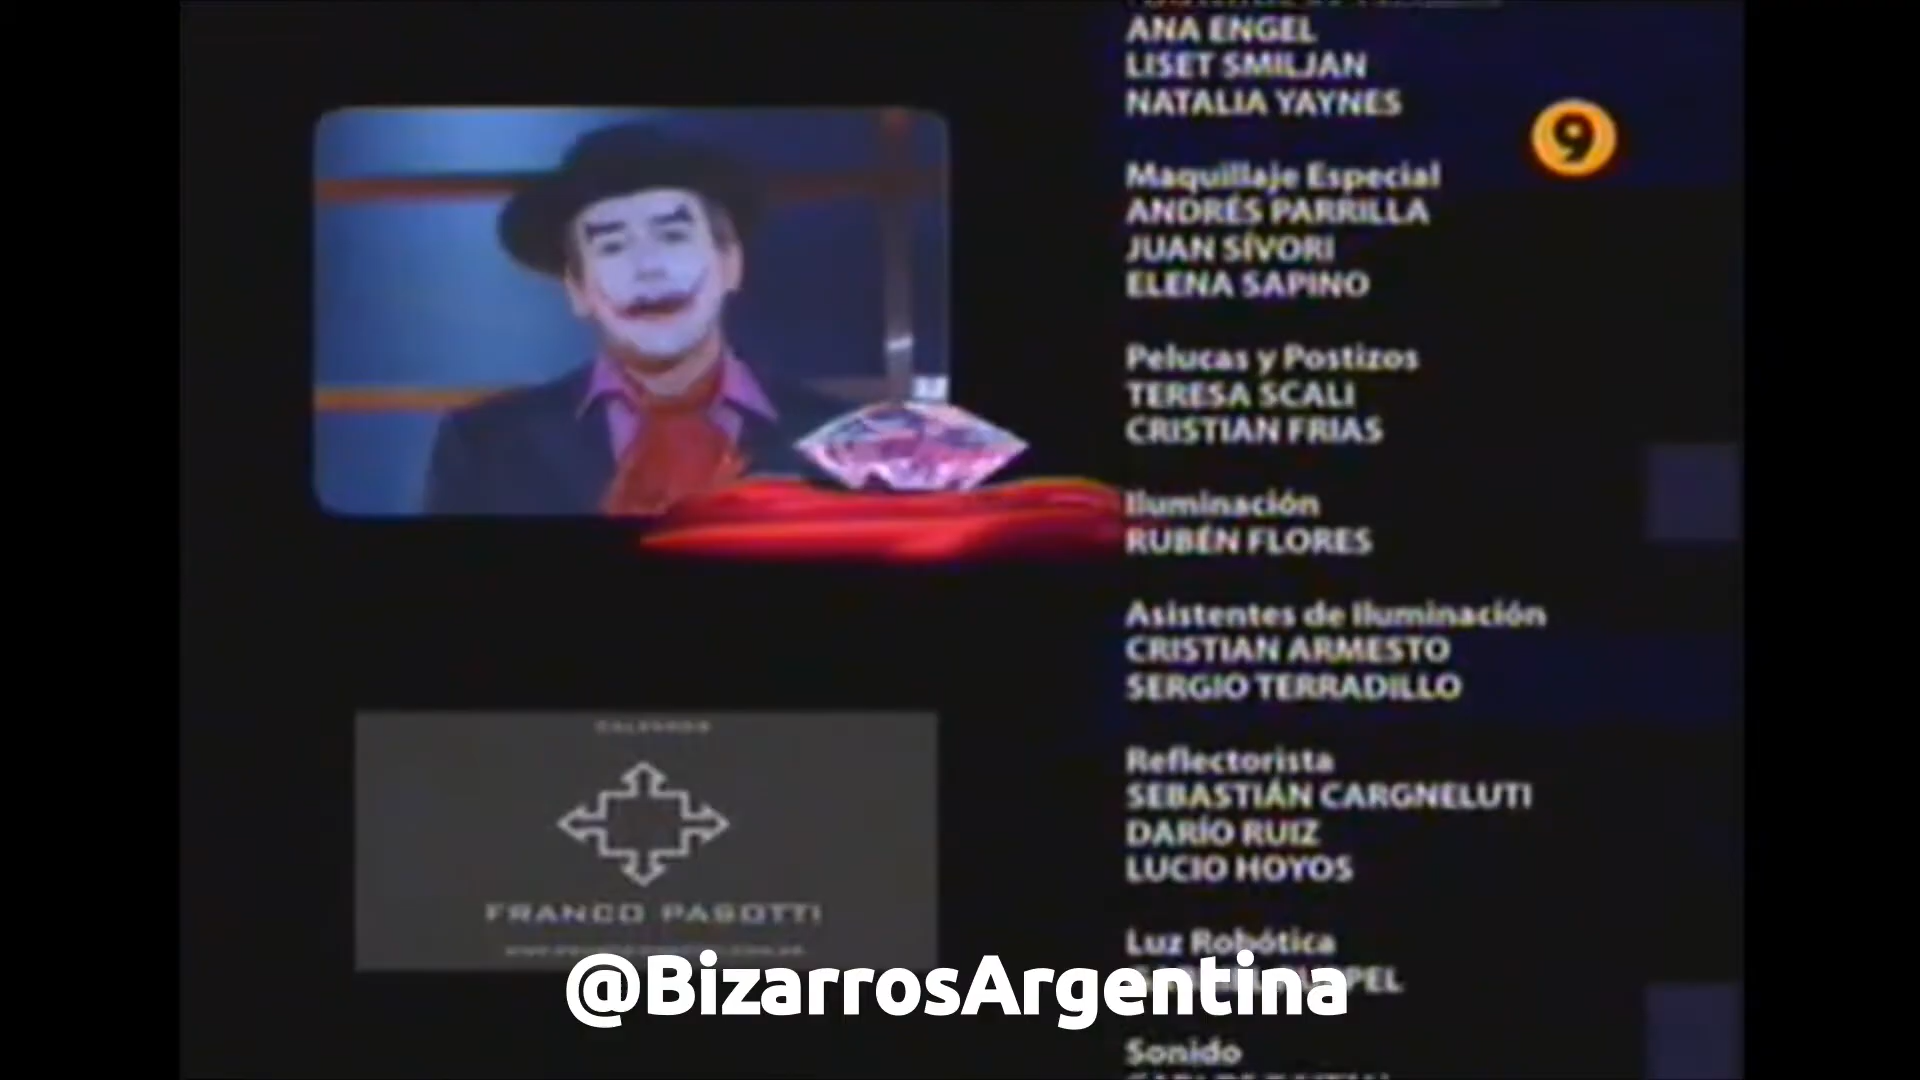 ANA ENGEL
LISET SMILJAN
NATALIA YAYNES
9
Maquillaje Especial
ANDRÉS PARRILLA
JUAN SÍVORI
ELENA SAPINO
Pelucas y Postizos
TERESA SCALI
CRISTIAN FRIAS
Iluminación
RUBÉN FLORES
Asistentes de Iluminación
CRISTIAN ARMESTO
SERGIO TERRADILLO
Reflectorista
SEBASTIÁN CARGNELUTI
DARÍO RUIZ
LUCIO HOYOS
Luz Robótica
Sonido
CALZADOS
FRANCO PASOTTI
@BizarrosArgentina